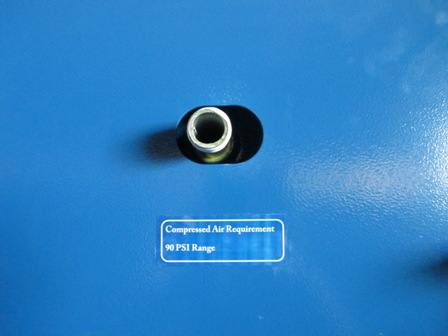 Compressed Air Requirement
90 PSI Range